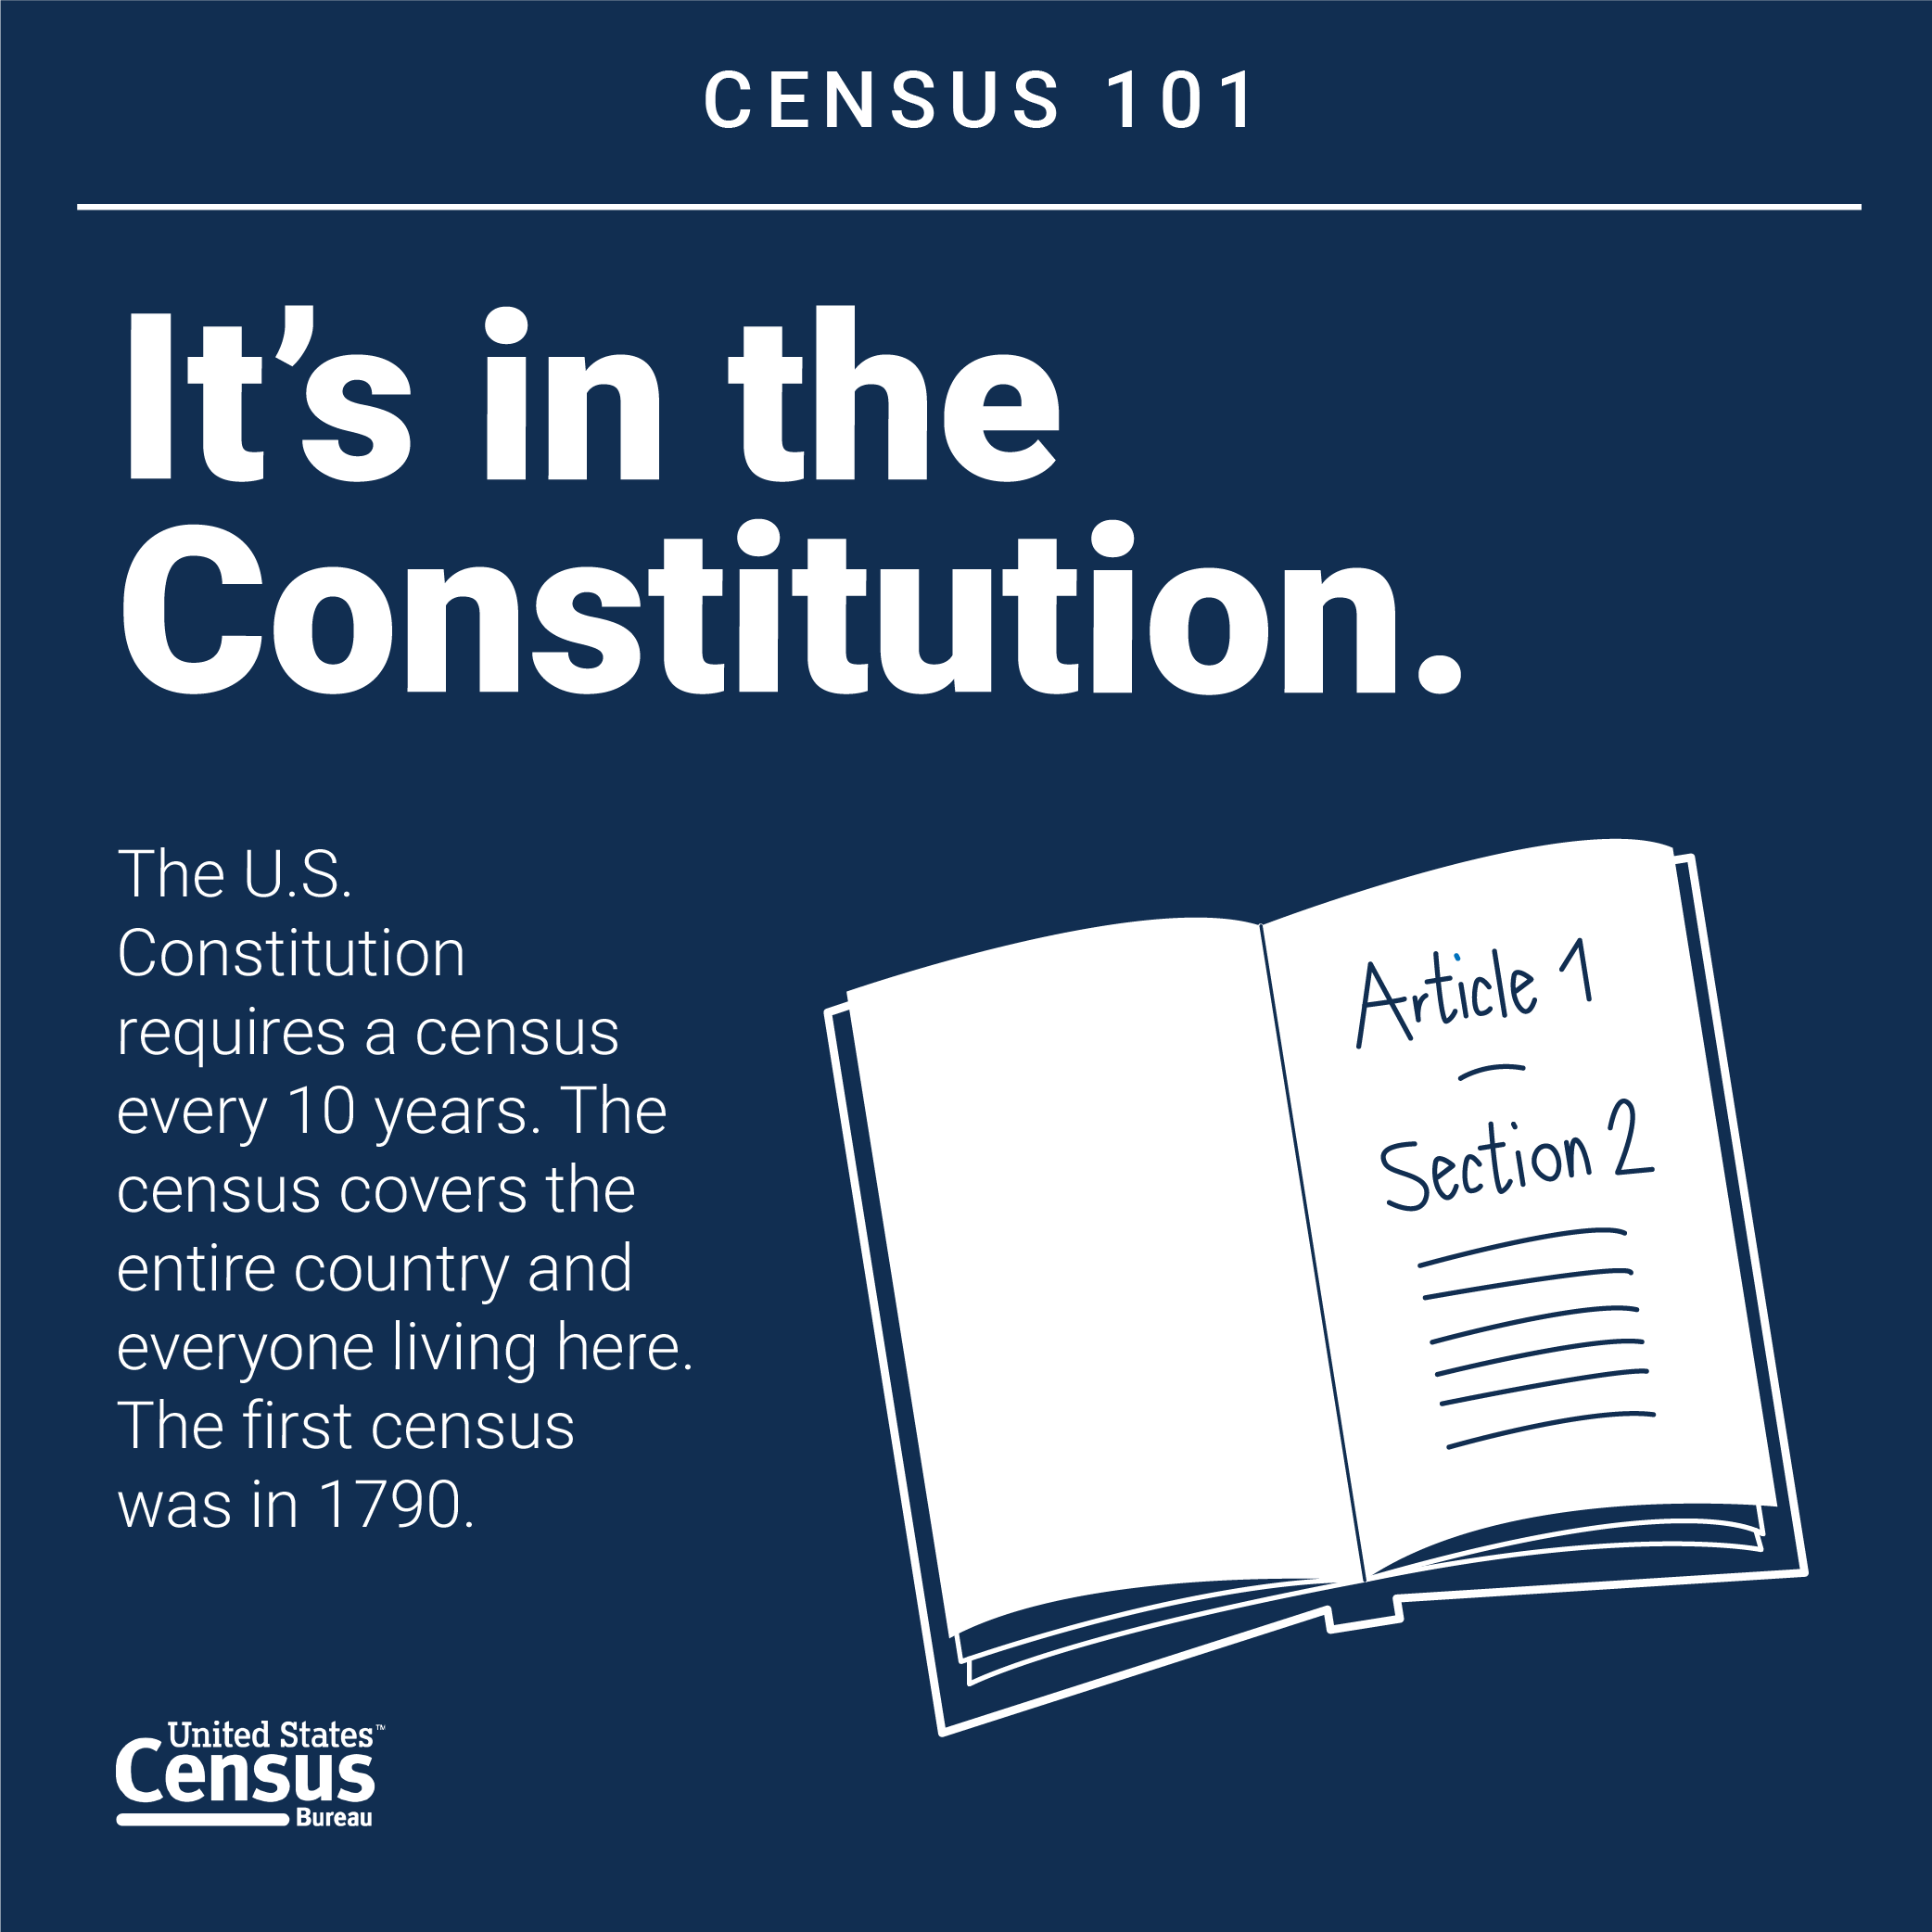 CENSUS 101
It’s in the
Constitution.
The U.S.
Constitution
requires a census
every 10 years. The
census covers the
entire country and
everyone living here.
The first census
was in 1790.
Article 1
Section 2
United States™
Census
Bureau